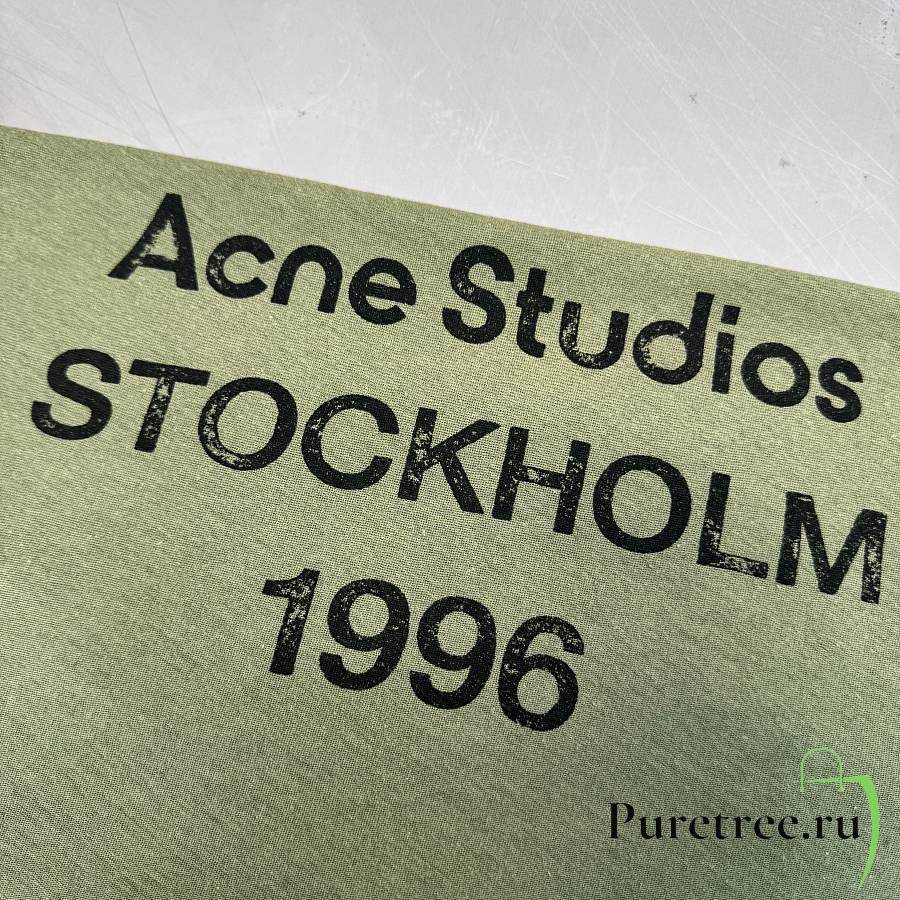 Acne Studios
STOCKHOLM
1996
Puretree.ru